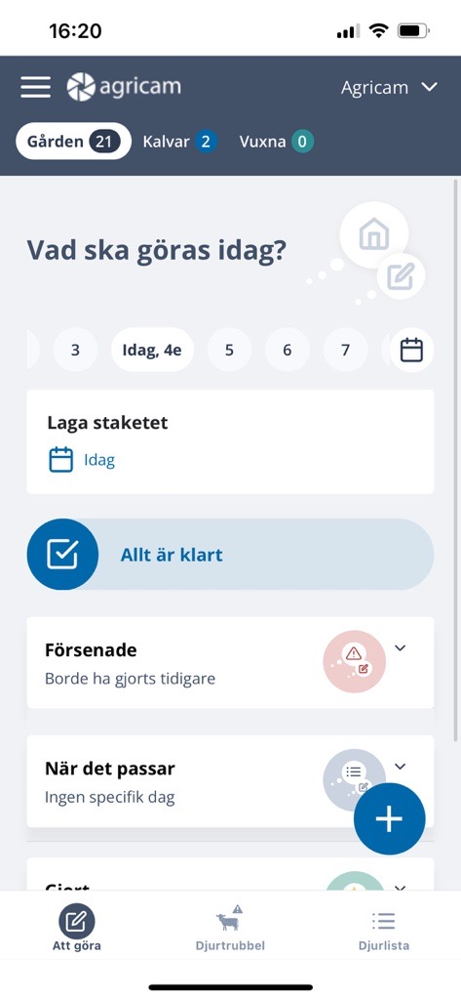 16:20
agricam
Agricam
Gården 21 Kalvar 2 Vuxna 0
Vad ska göras idag?
3 Idag, 4e 5 6 7
Laga staketet
Idag
Allt är klart
Försenade
Borde ha gjorts tidigare
När det passar
Ingen specifik dag
Gjort
Att göra Djurtrubbel Djurlista